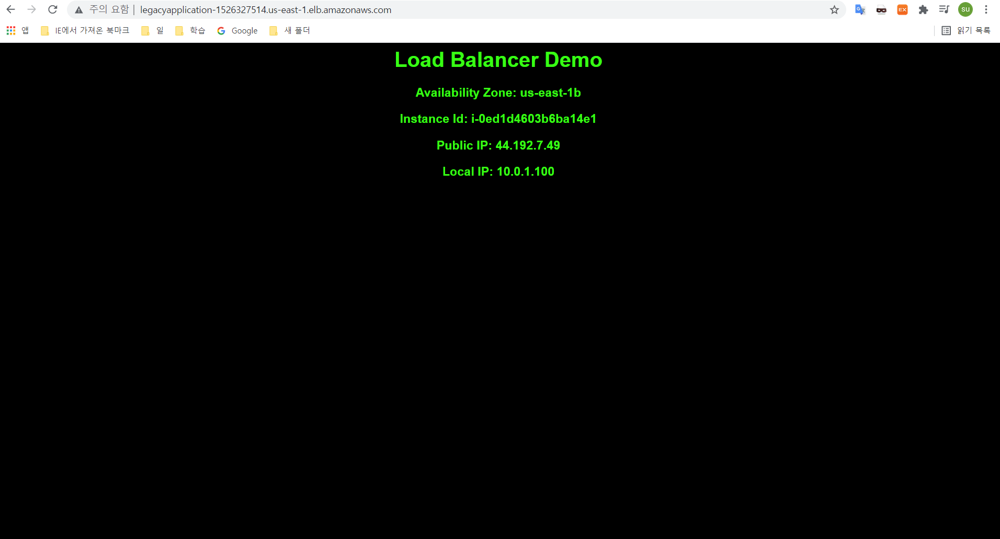 주의 요함 | legacyapplication-1526327514.us-east-1.elb.amazonaws.com
EX
su
앱 IE에서 가져온 북마크 일 학습 Google 새 폴더 읽기 목록
Load Balancer Demo
Availability Zone: us-east-1b
Instance Id: i-0ed1d4603b6ba14e1
Public IP: 44.192.7.49
Local IP: 10.0.1.100